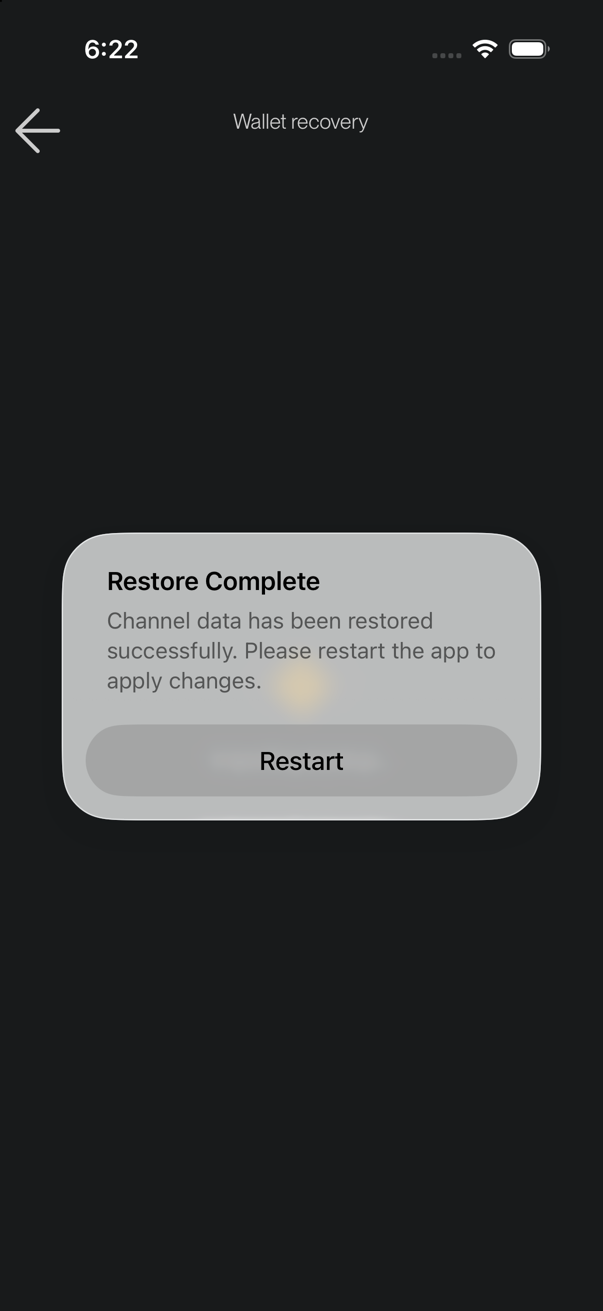 6:22
Wallet recovery
Restore Complete
Channel data has been restored
successfully. Please restart the app to
apply changes.
Restart